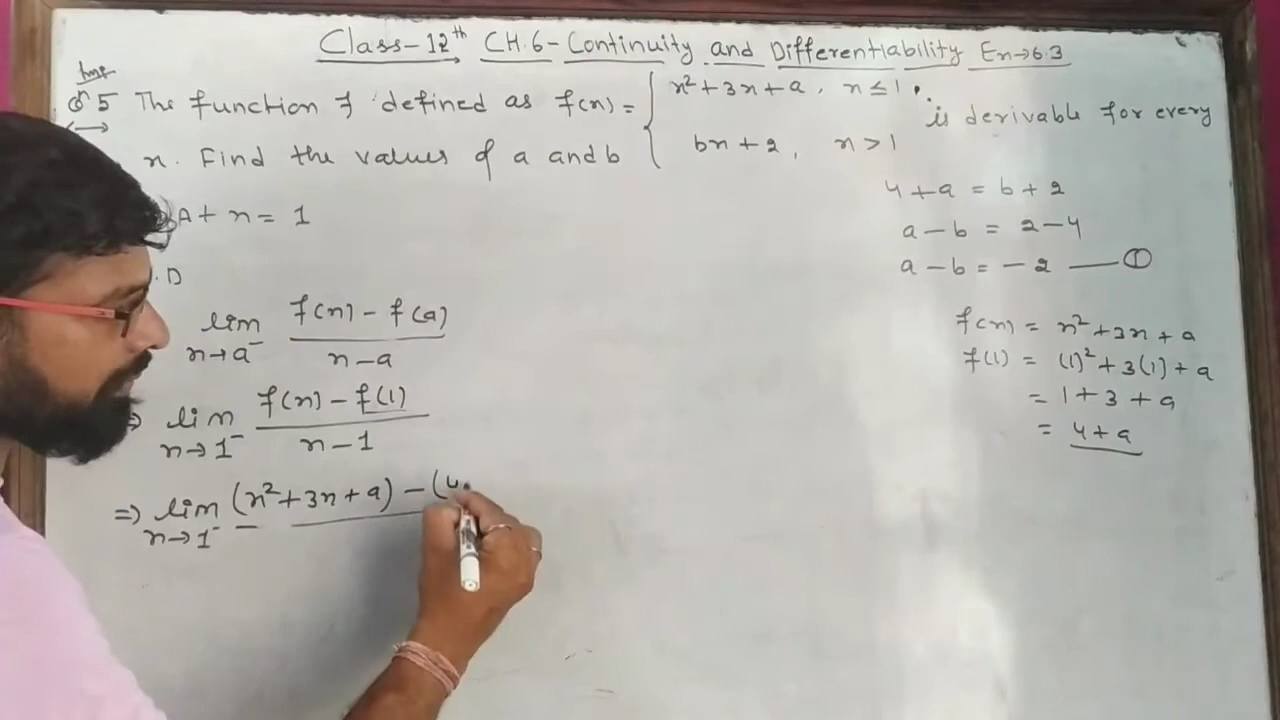 Class-12th CH.6-Continuity and Differentiability Ex→6.3
Imp
Q5 The function f defined as f(x) = { x²+3x+a, x≤1
bx+2, x>1
is derivable for every
x. Find the values of a and b
At x = 1
.D
lim x→a⁻ f(x) - f(a) / x-a
⇒ lim x→1⁻ f(x) - f(1) / x-1
⇒ lim x→1⁻ (x²+3x+a) - (4
4+a = b+2
a-b = 2-4
a-b = -2 —①
f(x) = x²+3x+a
f(1) = (1)²+3(1)+a
= 1+3+a
= 4+a